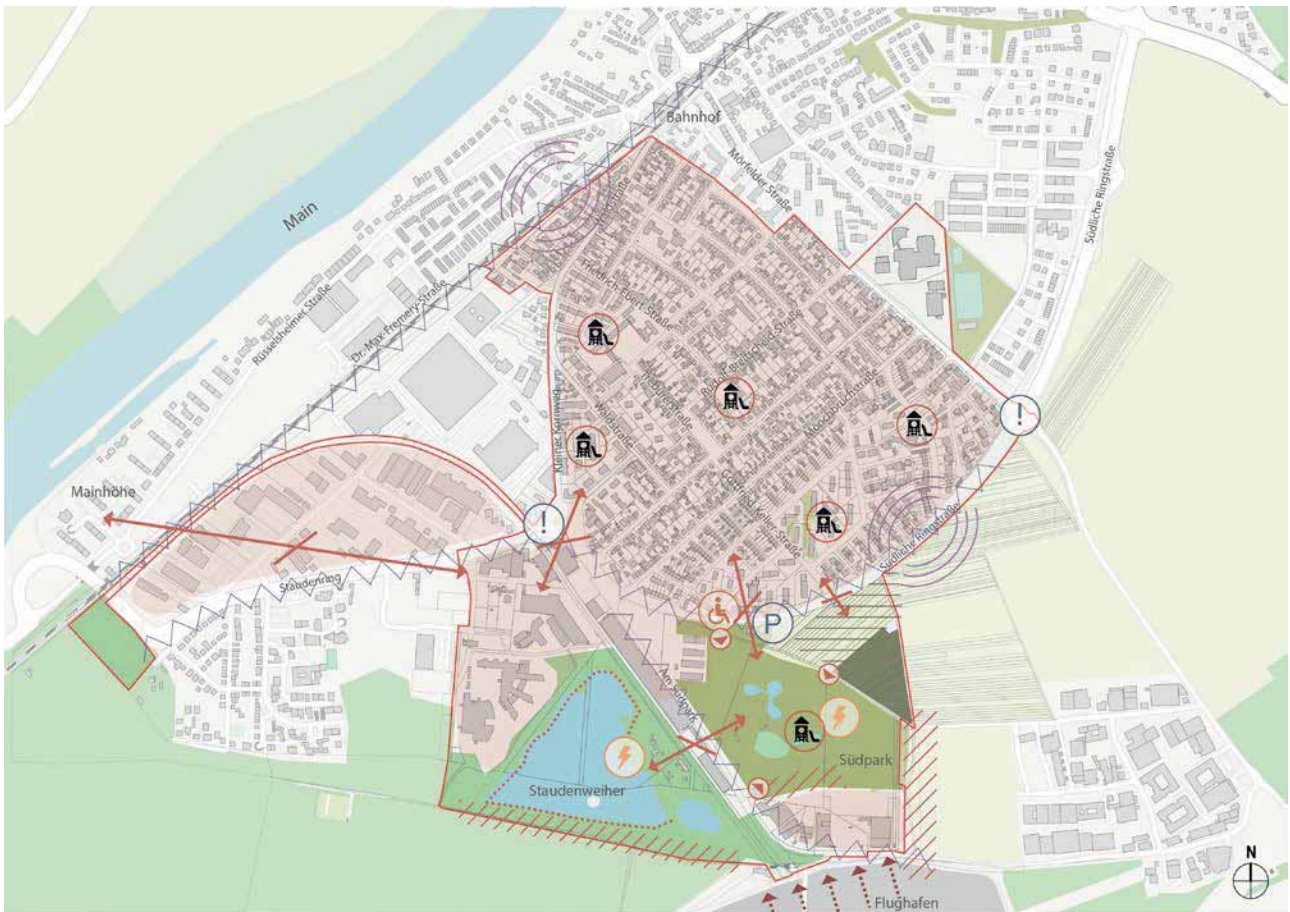 Bahnhof
Mörfelder Straße
Südliche Ringstraße
Main
Rüsselsheimer Straße
Dr.-Max-Fremery-Straße
Friedrich-Ebert-Straße
Waldstraße
Kleiner Kornweg
Mönchbruchstraße
Gottfried-Keller-Straße
!
Mainhöhe
!
Südliche Ringstraße
Staudenring
P
Am Südpark
Südpark
Staudenweiher
N
Flughafen